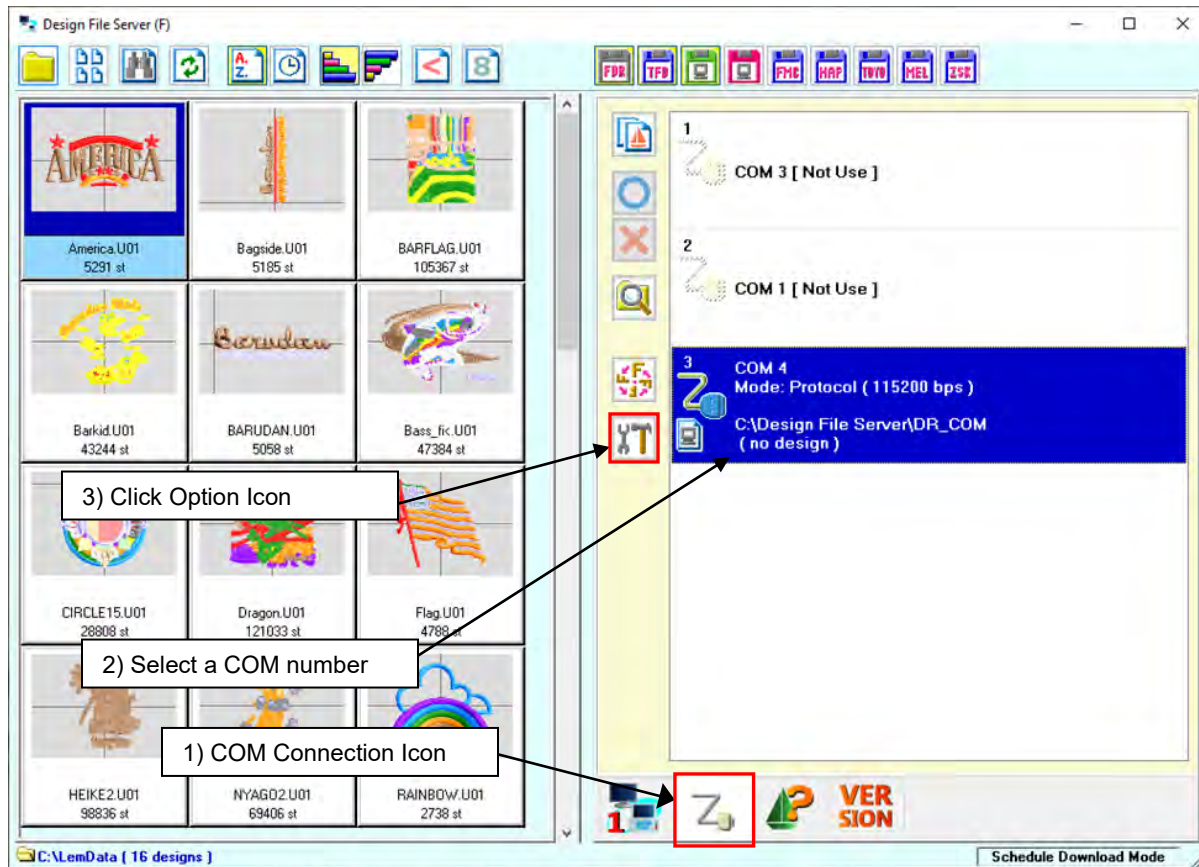 Design File Server (F)
A.
Z.
<
8
FDR
TFD
FMC
HAP
TOYO
MEL
ZSK
AMERICA
America.U01
5291 st
Bagside.U01
5185 st
BARFLAG.U01
105367 st
Barudan
Barkid.U01
43244 st
BARUDAN.U01
5058 st
Bass_fic.U01
47384 st
3) Click Option Icon
CIRCLE15.U01
28808 st
Dragon.U01
121033 st
Flag.U01
4788 st
2) Select a COM number
1) COM Connection Icon
HEIKE2.U01
98836 st
NYAGO2.U01
69406 st
RAINBOW.U01
2738 st
1
COM 3 [ Not Use ]
2
COM 1 [ Not Use ]
3
COM 4
Mode: Protocol ( 115200 bps )
C:\Design File Server\DR_COM
( no design )
1
VER
SION
C:\LemData ( 16 designs )
Schedule Download Mode